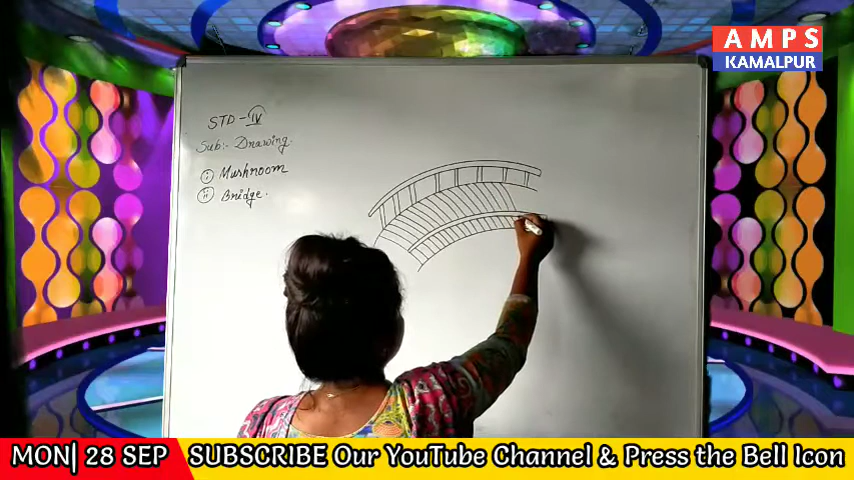 AMPS
KAMALPUR
STD - IV
Sub:- Drawing.
(i) Mushroom
(ii) Bridge.
MON| 28 SEP SUBSCRIBE Our YouTube Channel & Press the Bell Icon